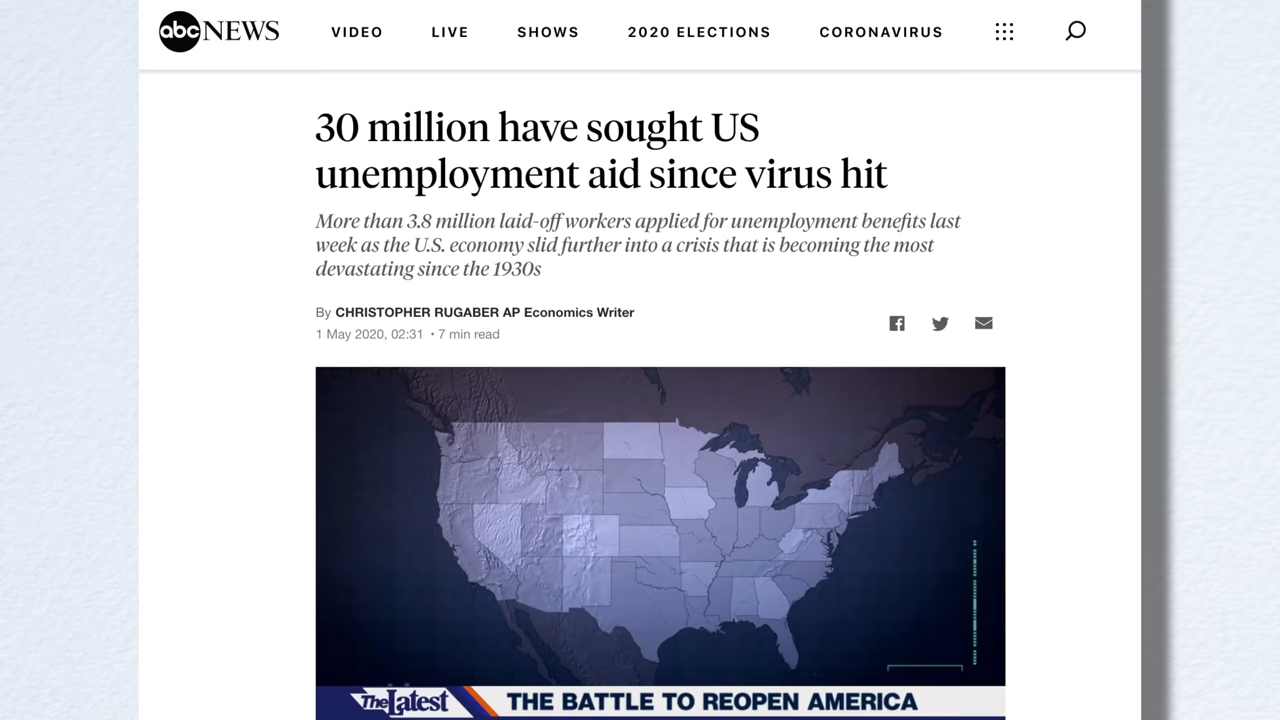 abc NEWS VIDEO LIVE SHOWS 2020 ELECTIONS CORONAVIRUS
30 million have sought US
unemployment aid since virus hit
More than 3.8 million laid-off workers applied for unemployment benefits last
week as the U.S. economy slid further into a crisis that is becoming the most
devastating since the 1930s
By CHRISTOPHER RUGABER AP Economics Writer
1 May 2020, 02:31 • 7 min read
The Latest THE BATTLE TO REOPEN AMERICA